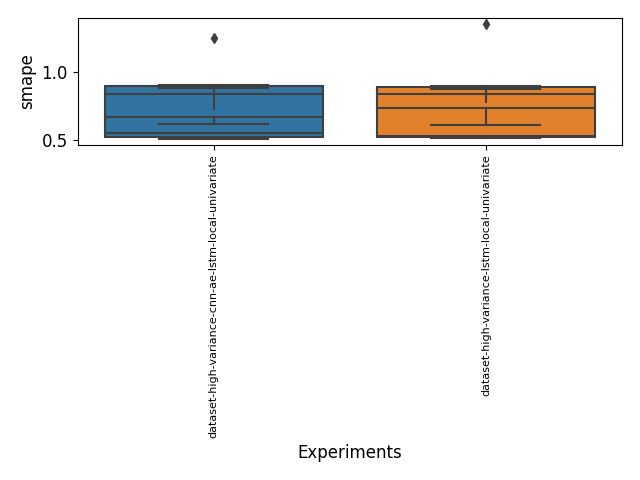 smape
1.0
0.5
dataset-high-variance-cnn-ae-lstm-local-univariate
dataset-high-variance-lstm-local-univariate
Experiments